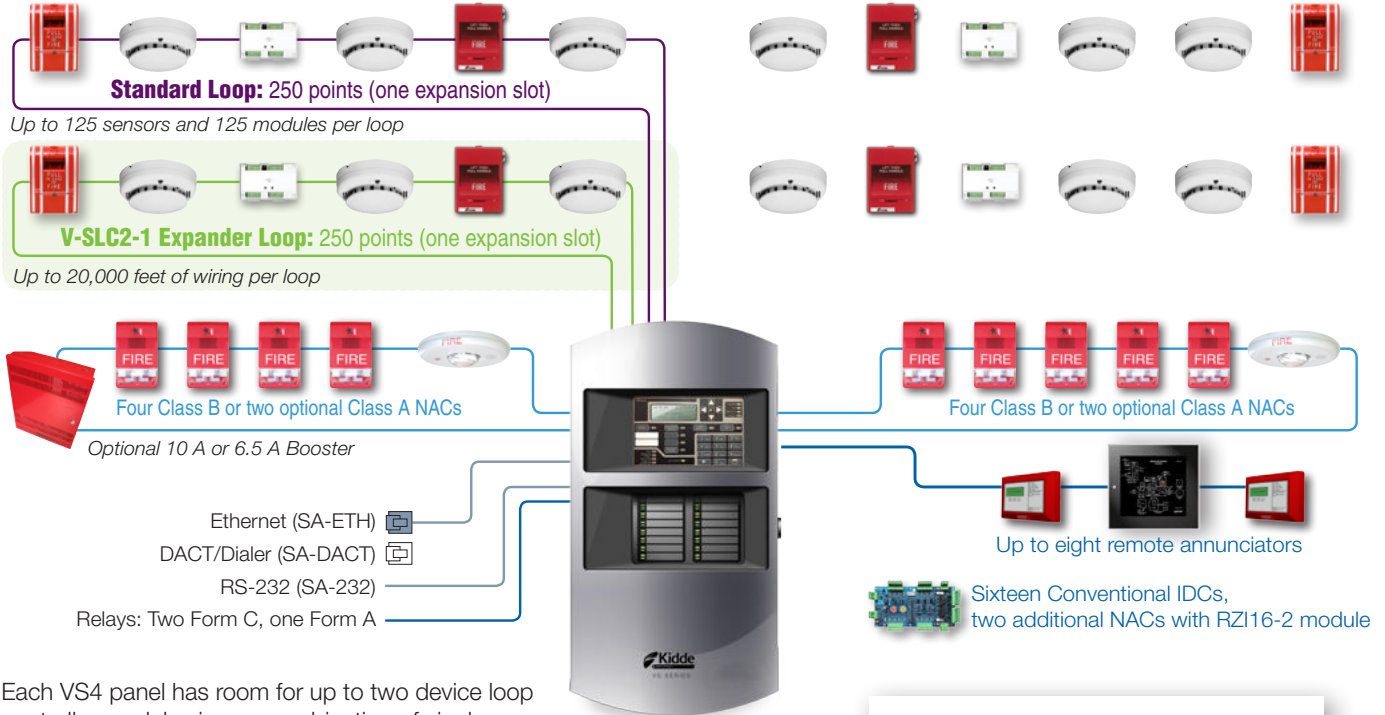 Standard Loop: 250 points (one expansion slot)
Up to 125 sensors and 125 modules per loop
V-SLC2-1 Expander Loop: 250 points (one expansion slot)
Up to 20,000 feet of wiring per loop
FIRE FIRE FIRE FIRE FIRE
Four Class B or two optional Class A NACs
Optional 10 A or 6.5 A Booster
FIRE FIRE FIRE FIRE FIRE FIRE
Four Class B or two optional Class A NACs
Ethernet (SA-ETH)
DACT/Dialer (SA-DACT)
RS-232 (SA-232)
Relays: Two Form C, one Form A
Up to eight remote annunciators
Sixteen Conventional IDCs,
two additional NACs with RZI16-2 module
Kidde
VS SERIES
Each VS4 panel has room for up to two device loop